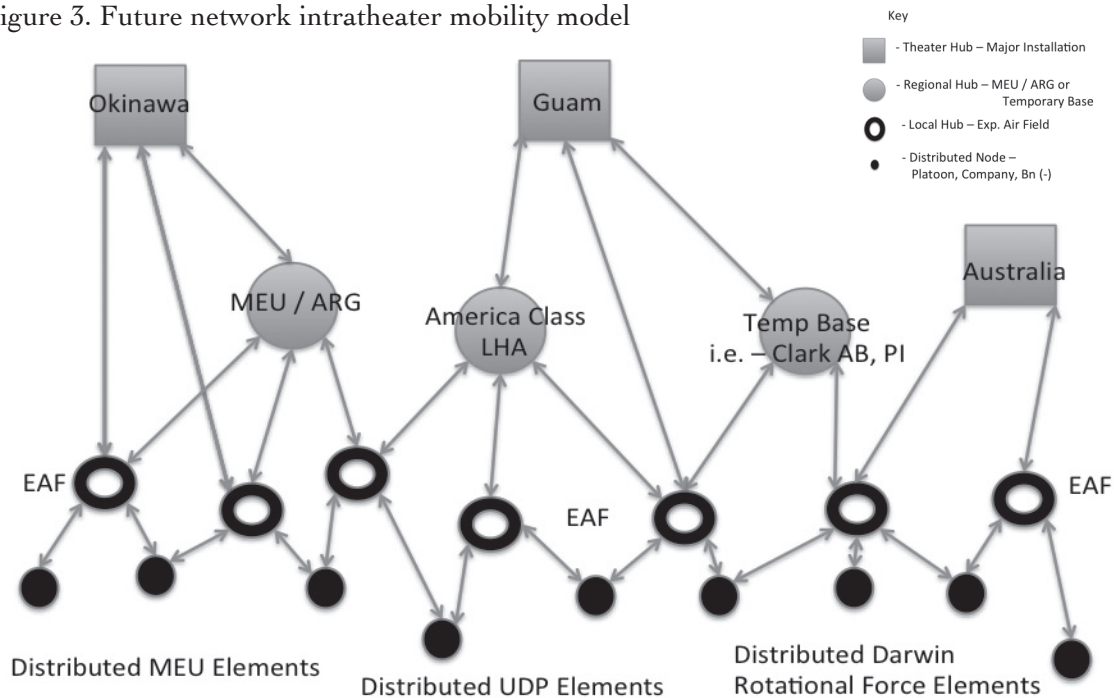 igure 3. Future network intratheater mobility model
Key
- Theater Hub – Major Installation
- Regional Hub – MEU / ARG or
Temporary Base
- Local Hub – Exp. Air Field
- Distributed Node –
Platoon, Company, Bn (-)
Okinawa
Guam
Australia
MEU / ARG
America Class
LHA
Temp Base
i.e. – Clark AB, PI
EAF
EAF
EAF
Distributed MEU Elements
Distributed UDP Elements
Distributed Darwin
Rotational Force Elements